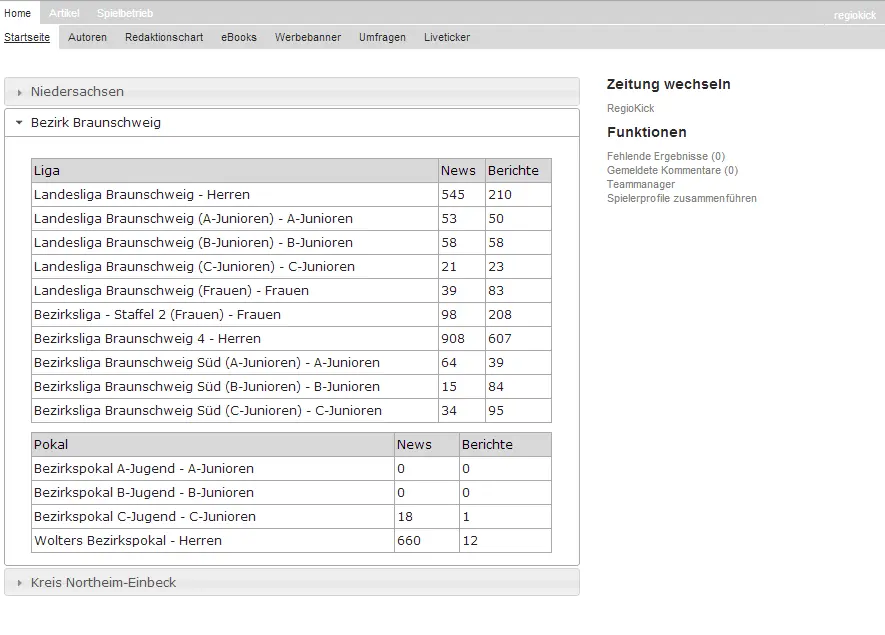 Home Artikel Spielbetrieb regiokick
Startseite Autoren Redaktionschart eBooks Werbebanner Umfragen Liveticker
Niedersachsen
Bezirk Braunschweig
Liga News Berichte
Landesliga Braunschweig - Herren 545 210
Landesliga Braunschweig (A-Junioren) - A-Junioren 53 50
Landesliga Braunschweig (B-Junioren) - B-Junioren 58 58
Landesliga Braunschweig (C-Junioren) - C-Junioren 21 23
Landesliga Braunschweig (Frauen) - Frauen 39 83
Bezirksliga - Staffel 2 (Frauen) - Frauen 98 208
Bezirksliga Braunschweig 4 - Herren 908 607
Bezirksliga Braunschweig Süd (A-Junioren) - A-Junioren 64 39
Bezirksliga Braunschweig Süd (B-Junioren) - B-Junioren 15 84
Bezirksliga Braunschweig Süd (C-Junioren) - C-Junioren 34 95
Pokal News Berichte
Bezirkspokal A-Jugend - A-Junioren 0 0
Bezirkspokal B-Jugend - B-Junioren 0 0
Bezirkspokal C-Jugend - C-Junioren 18 1
Wolters Bezirkspokal - Herren 660 12
Kreis Northeim-Einbeck
Zeitung wechseln
RegioKick
Funktionen
Fehlende Ergebnisse (0)
Gemeldete Kommentare (0)
Teammanager
Spielerprofile zusammenführen